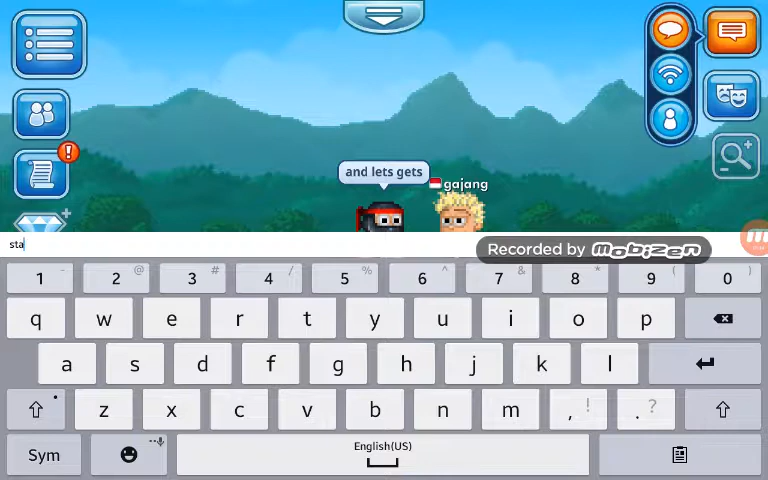 and lets gets
gajang
sta
Recorded by mobizen
1 2 @ 3 # 4 / 5 % 6 ^ 7 & 8 * 9 ( 0 )
q w e r t y u i o p
a s d f g h j k l
z x c v b n m , ! . ?
Sym
English(US)